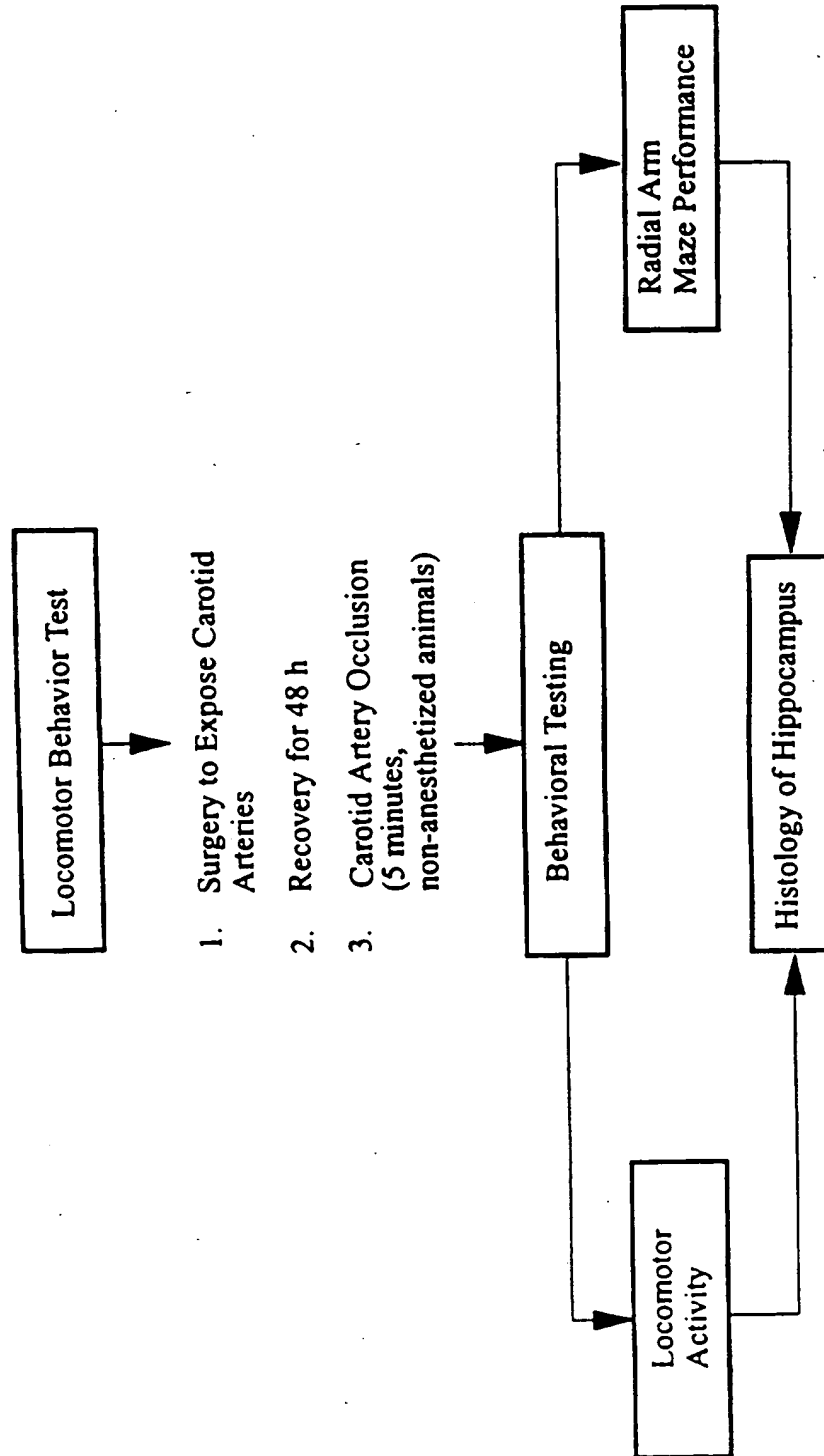 Locomotor Behavior Test
1. Surgery to Expose Carotid
Arteries
2. Recovery for 48 h
3. Carotid Artery Occlusion
(5 minutes,
non-anesthetized animals)
Behavioral Testing
Locomotor
Activity
Radial Arm
Maze Performance
Histology of Hippocampus